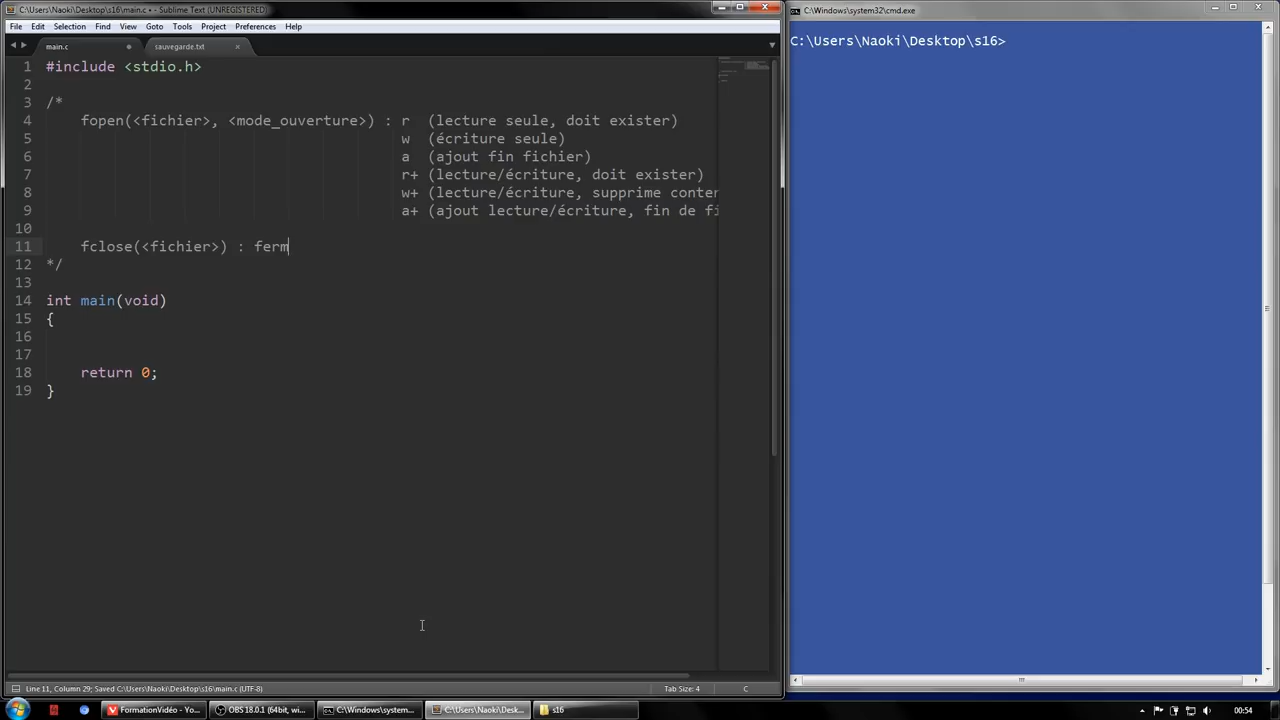 C:\Users\Naoki\Desktop\s16\main.c • - Sublime Text (UNREGISTERED)
File Edit Selection Find View Goto Tools Project Preferences Help
main.c sauvegarde.txt
1 #include <stdio.h>
2
3 /*
4 fopen(<fichier>, <mode_ouverture>) : r (lecture seule, doit exister)
5 w (écriture seule)
6 a (ajout fin fichier)
7 r+ (lecture/écriture, doit exister)
8 w+ (lecture/écriture, supprime conten
9 a+ (ajout lecture/écriture, fin de fi
10
11 fclose(<fichier>) : ferm
12 */
13
14 int main(void)
15 {
16
17
18 return 0;
19 }
Line 11, Column 29; Saved C:\Users\Naoki\Desktop\s16\main.c (UTF-8) Tab Size: 4 C
C:\Windows\system32\cmd.exe
C:\Users\Naoki\Desktop\s16>
FormationVidéo - Yo... OBS 18.0.1 (64bit, wi... C:\Windows\system... C:\Users\Naoki\Desk... s16 00:54